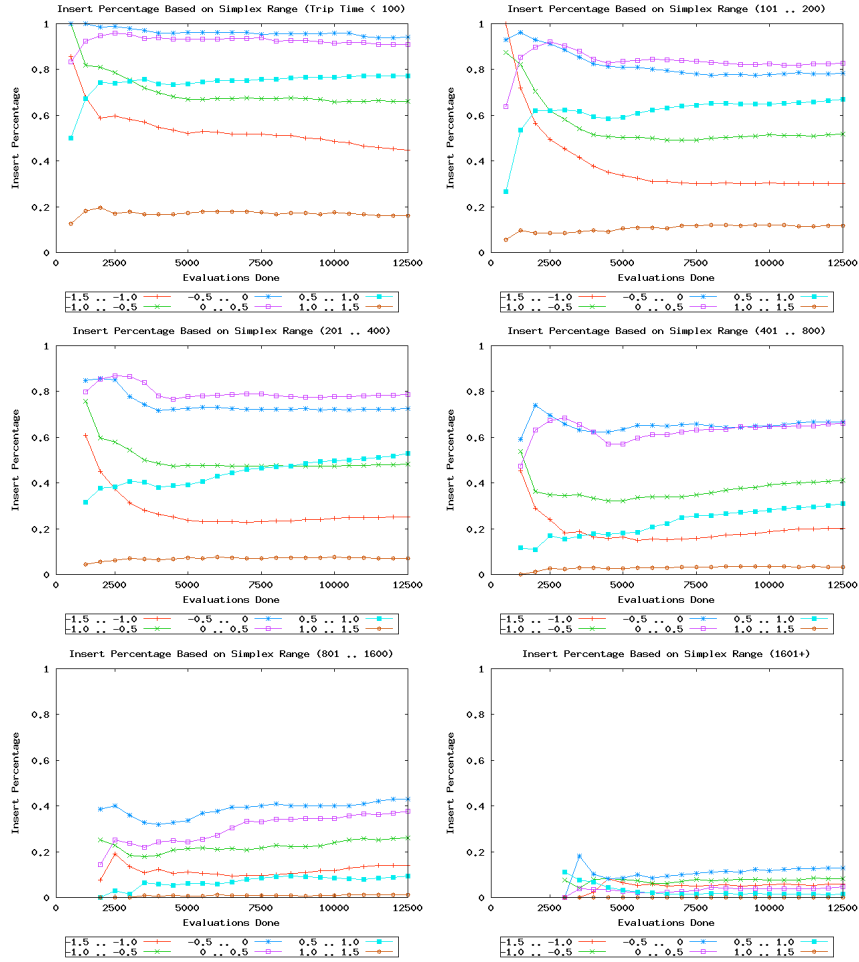 Insert Percentage Based on Simplex Range (Trip Time < 100)
1
0.8
0.6
0.4
0.2
0
Insert Percentage
0 2500 5000 7500 10000 12500
Evaluations Done
-1.5 .. -1.0 -0.5 .. 0 0.5 .. 1.0
-1.0 .. -0.5 0 .. 0.5 1.0 .. 1.5
Insert Percentage Based on Simplex Range (101 .. 200)
1
0.8
0.6
0.4
0.2
0
Insert Percentage
0 2500 5000 7500 10000 12500
Evaluations Done
-1.5 .. -1.0 -0.5 .. 0 0.5 .. 1.0
-1.0 .. -0.5 0 .. 0.5 1.0 .. 1.5
Insert Percentage Based on Simplex Range (201 .. 400)
1
0.8
0.6
0.4
0.2
0
Insert Percentage
0 2500 5000 7500 10000 12500
Evaluations Done
-1.5 .. -1.0 -0.5 .. 0 0.5 .. 1.0
-1.0 .. -0.5 0 .. 0.5 1.0 .. 1.5
Insert Percentage Based on Simplex Range (401 .. 800)
1
0.8
0.6
0.4
0.2
0
Insert Percentage
0 2500 5000 7500 10000 12500
Evaluations Done
-1.5 .. -1.0 -0.5 .. 0 0.5 .. 1.0
-1.0 .. -0.5 0 .. 0.5 1.0 .. 1.5
Insert Percentage Based on Simplex Range (801 .. 1600)
1
0.8
0.6
0.4
0.2
0
Insert Percentage
0 2500 5000 7500 10000 12500
Evaluations Done
-1.5 .. -1.0 -0.5 .. 0 0.5 .. 1.0
-1.0 .. -0.5 0 .. 0.5 1.0 .. 1.5
Insert Percentage Based on Simplex Range (1601+)
1
0.8
0.6
0.4
0.2
0
Insert Percentage
0 2500 5000 7500 10000 12500
Evaluations Done
-1.5 .. -1.0 -0.5 .. 0 0.5 .. 1.0
-1.0 .. -0.5 0 .. 0.5 1.0 .. 1.5